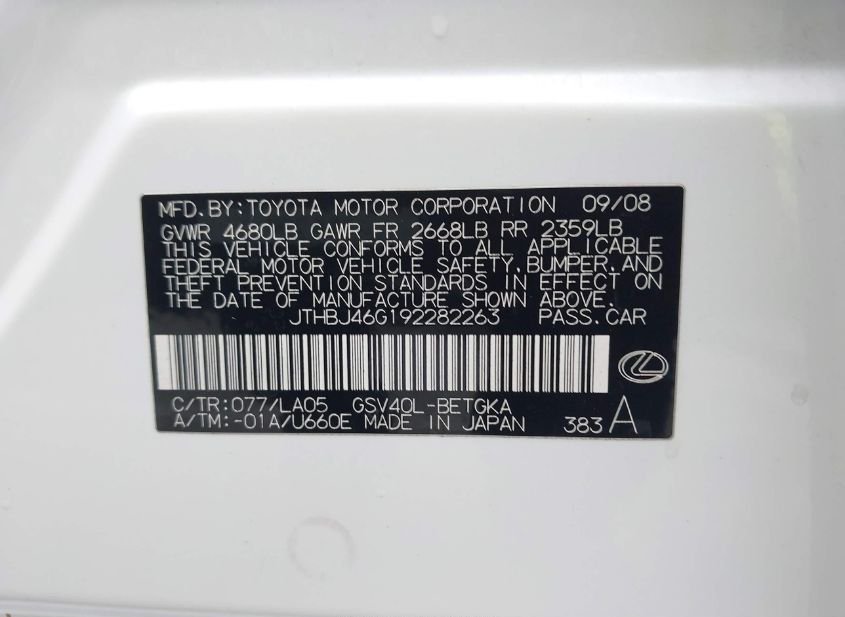 MFD.BY:TOYOTA MOTOR CORPORATION 09/08
GVWR 4680LB GAWR FR 2668LB RR 2359LB
THIS VEHICLE CONFORMS TO ALL APPLICABLE
FEDERAL MOTOR VEHICLE SAFETY,BUMPER,AND
THEFT PREVENTION STANDARDS IN EFFECT ON
THE DATE OF MANUFACTURE SHOWN ABOVE.
JTHBJ46G192282263 PASS.CAR
C/TR:077/LA05 GSV40L-BETGKA
A/TM:-01A/U660E MADE IN JAPAN 383 A